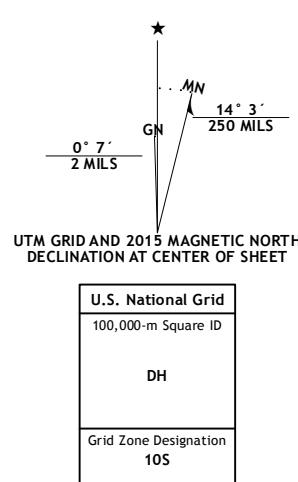 ★
MN
GN
0° 7´
2 MILS
14° 3´
250 MILS
UTM GRID AND 2015 MAGNETIC NORTH
DECLINATION AT CENTER OF SHEET
U.S. National Grid
100,000-m Square ID
DH
Grid Zone Designation
10S